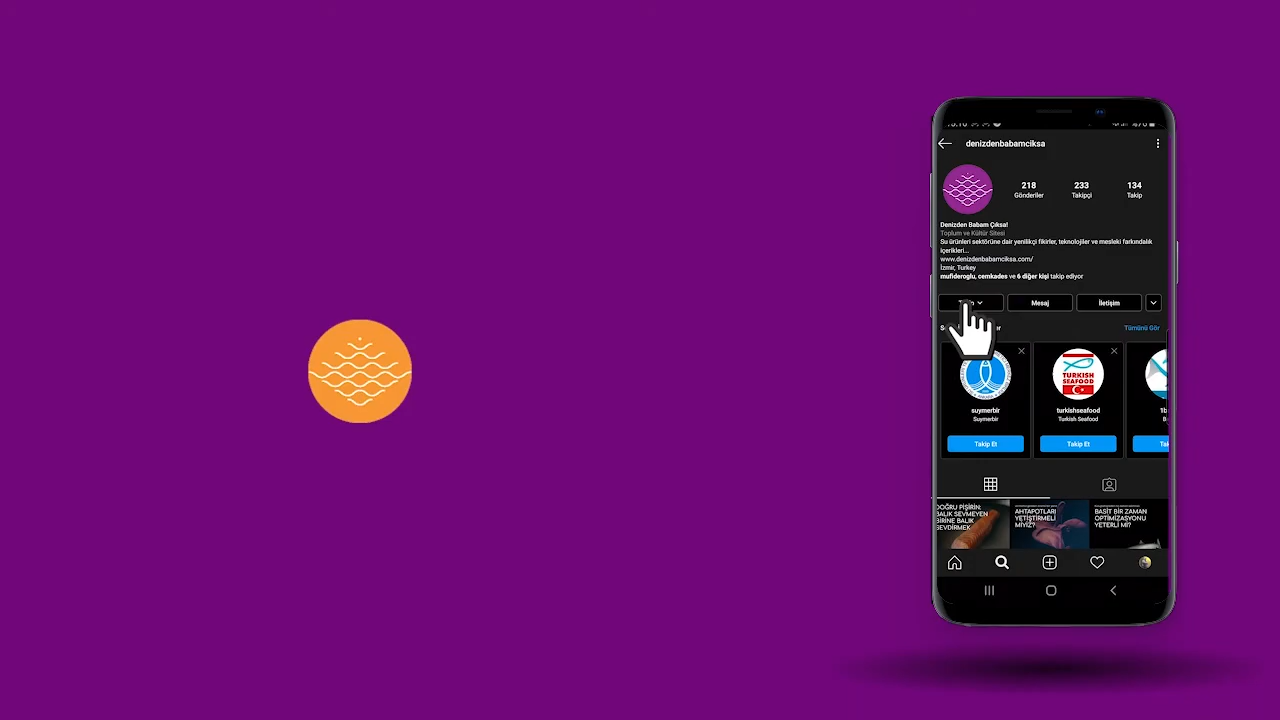 denizdenbabamciksa
218
233
134
Gönderiler
Takipçi
Takip
Denizden Babam Çıksa!
Toplum ve Kültür Sitesi
Su ürünleri sektörüne dair yenilikçi fikirler, teknolojiler ve mesleki farkındalık
içerikleri...
www.denizdenbabamciksa.com/
İzmir, Turkey
mufideroglu, cemkades ve 6 diğer kişi takip ediyor
Mesaj
İletişim
Tümünü Gör
TURKISH
SEAFOOD
suymerbir
turkishseafood
Suymerbir
Turkish Seafood
Takip Et
Takip Et
DOĞRU PİŞİRİN:
BALIK SEVMEYEN
BİRİNE BALIK
SEVDİRMEK
AHTAPOTLARI
YETİŞTİRMELİ
MİYİZ?
BASİT BİR ZAMAN
OPTİMİZASYONU
YETERLİ Mİ?